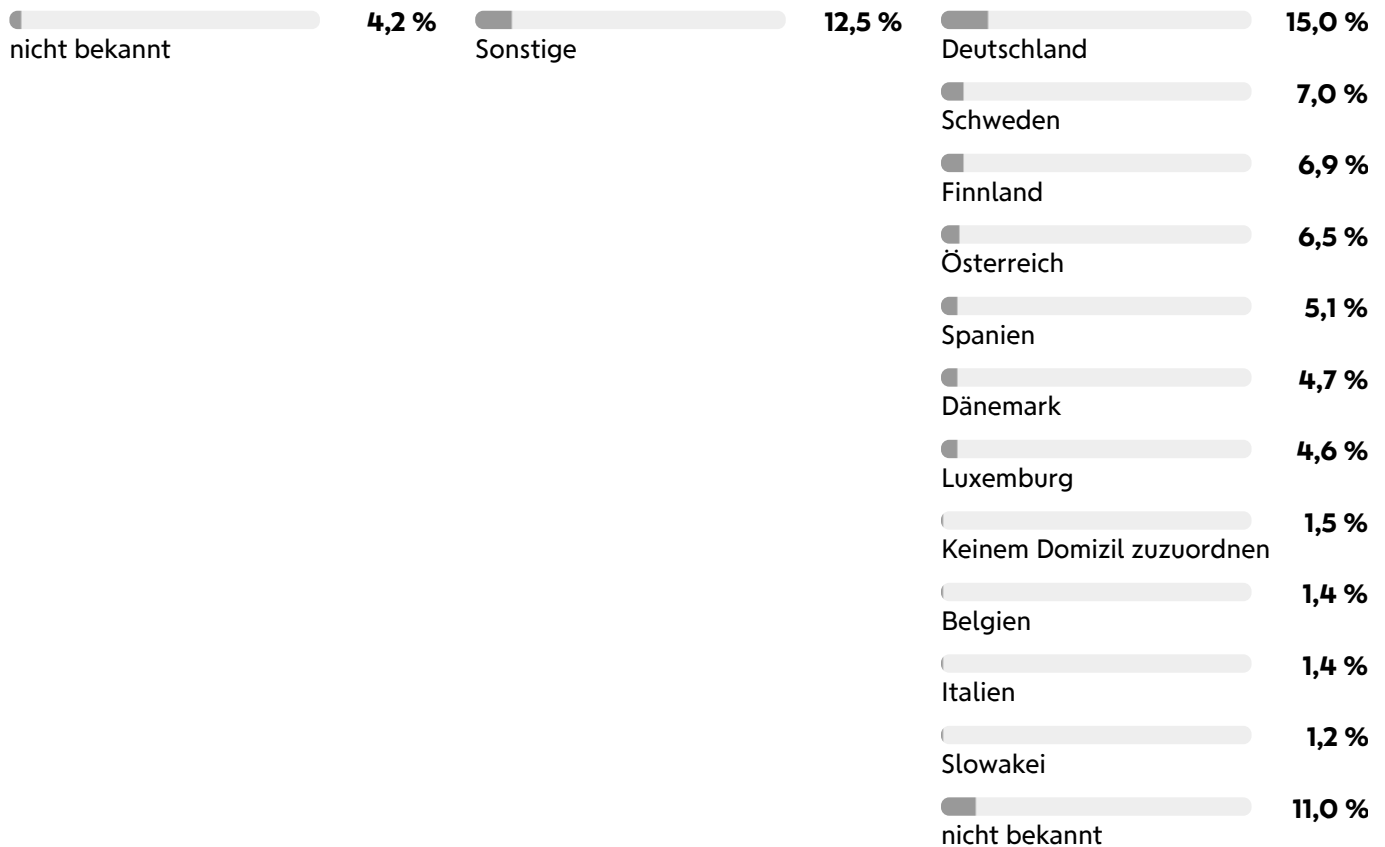 4,2 %
nicht bekannt
12,5 %
Sonstige
15,0 %
Deutschland
7,0 %
Schweden
6,9 %
Finnland
6,5 %
Österreich
5,1 %
Spanien
4,7 %
Dänemark
4,6 %
Luxemburg
1,5 %
Keinem Domizil zuzuordnen
1,4 %
Belgien
1,4 %
Italien
1,2 %
Slowakei
11,0 %
nicht bekannt